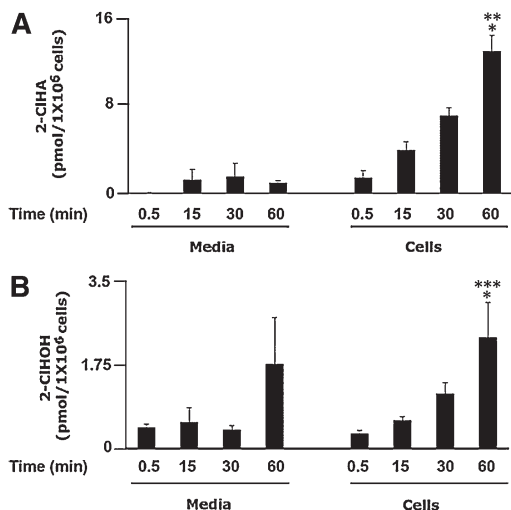 A
2-ClHA
(pmol/1X10⁶ cells)
16
8
0
**
*
Time (min) 0.5 15 30 60 0.5 15 30 60
Media Cells
B
2-ClHOH
(pmol/1X10⁶ cells)
3.5
1.75
0
***
*
Time (min) 0.5 15 30 60 0.5 15 30 60
Media Cells